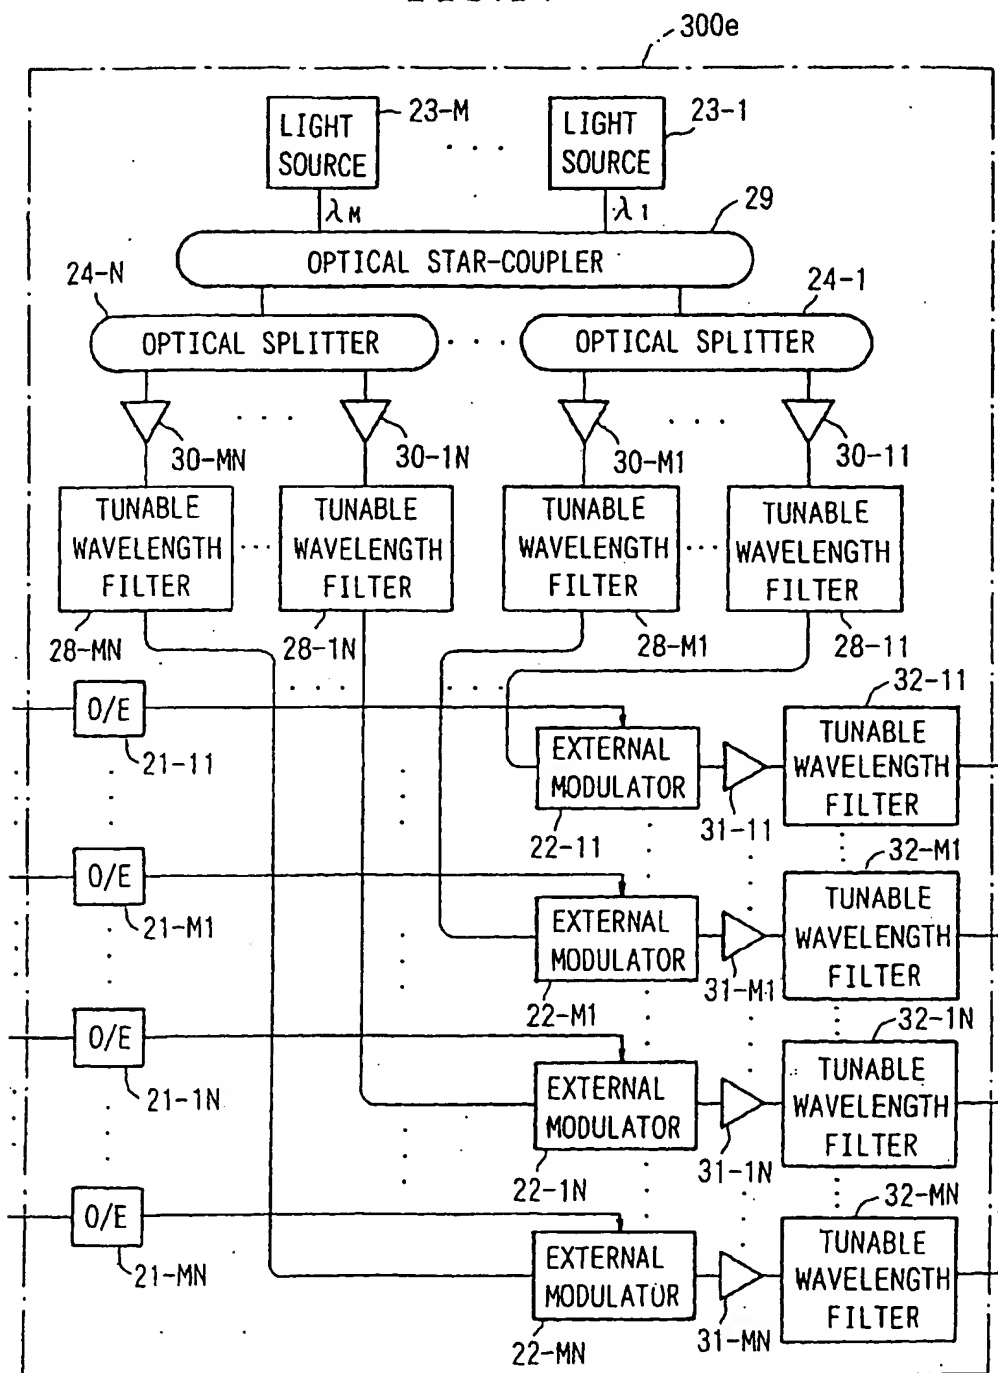 300e
LIGHT
SOURCE
23-M
LIGHT
SOURCE
23-1
λM
λ1
29
OPTICAL STAR-COUPLER
24-N
24-1
OPTICAL SPLITTER
OPTICAL SPLITTER
30-MN
30-1N
30-M1
30-11
TUNABLE
WAVELENGTH
FILTER
TUNABLE
WAVELENGTH
FILTER
TUNABLE
WAVELENGTH
FILTER
TUNABLE
WAVELENGTH
FILTER
28-MN
28-1N
28-M1
28-11
O/E
21-11
EXTERNAL
MODULATOR
22-11
31-11
32-11
TUNABLE
WAVELENGTH
FILTER
O/E
21-M1
EXTERNAL
MODULATOR
22-M1
31-M1
32-M1
TUNABLE
WAVELENGTH
FILTER
O/E
21-1N
EXTERNAL
MODULATOR
22-1N
31-1N
32-1N
TUNABLE
WAVELENGTH
FILTER
O/E
21-MN
EXTERNAL
MODULATOR
22-MN
31-MN
32-MN
TUNABLE
WAVELENGTH
FILTER